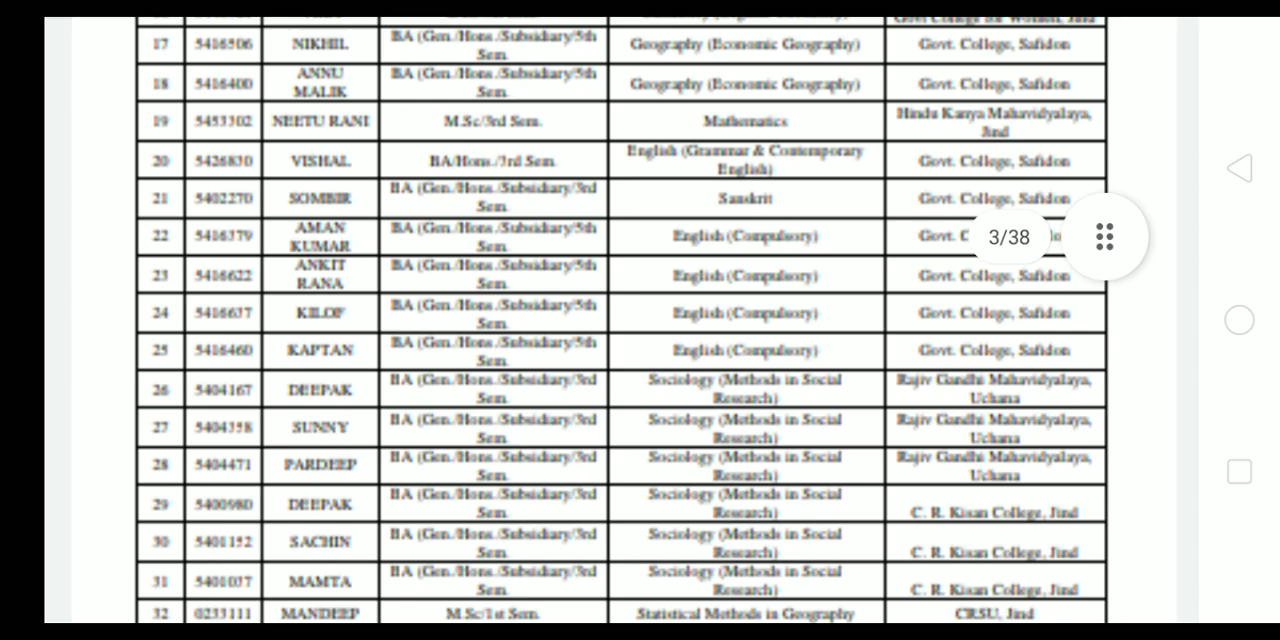 Govt College for Women, Jind
17 5416506 NIKHIL BA (Gen./Hons./Subsidiary/5th Sem. Geography (Economic Geography) Govt. College, Safidon
18 5416400 ANNU MALIK BA (Gen./Hons./Subsidiary/5th Sem. Geography (Economic Geography) Govt. College, Safidon
19 5453302 NEETU RANI M.Sc/3rd Sem. Mathematics Hindu Kanya Mahavidyalaya, Jind
20 5426830 VISHAL BA/Hons./3rd Sem. English (Grammar & Contemporary English) Govt. College, Safidon
21 5402270 SOMBIR BA (Gen./Hons./Subsidiary/3rd Sem. Sanskrit Govt. College, Safidon
22 5416379 AMAN KUMAR BA (Gen./Hons./Subsidiary/5th Sem. English (Compulsory) Govt. C
3/38
23 5416622 ANKIT RANA BA (Gen./Hons./Subsidiary/5th Sem. English (Compulsory) Govt. College, Safidon
24 5416637 BA (Gen./Hons./Subsidiary/5th Sem. English (Compulsory) Govt. College, Safidon
25 5416460 KAPTAN BA (Gen./Hons./Subsidiary/5th Sem. English (Compulsory) Govt. College, Safidon
26 5404167 DEEPAK BA (Gen./Hons./Subsidiary/3rd Sem. Sociology (Methods in Social Research) Rajiv Gandhi Mahavidyalaya, Uchana
27 5404358 SUNNY BA (Gen./Hons./Subsidiary/3rd Sem. Sociology (Methods in Social Research) Rajiv Gandhi Mahavidyalaya, Uchana
28 5404471 PARDEEP BA (Gen./Hons./Subsidiary/3rd Sem. Sociology (Methods in Social Research) Rajiv Gandhi Mahavidyalaya, Uchana
29 5400980 DEEPAK BA (Gen./Hons./Subsidiary/3rd Sem. Sociology (Methods in Social Research) C. R. Kisan College, Jind
30 5401152 SACHIN BA (Gen./Hons./Subsidiary/3rd Sem. Sociology (Methods in Social Research) C. R. Kisan College, Jind
31 5401037 MAMTA BA (Gen./Hons./Subsidiary/3rd Sem. Sociology (Methods in Social Research) C. R. Kisan College, Jind
32 0233111 MANDEEP M.Sc/1st Sem. Statistical Methods in Geography CRSU, Jind